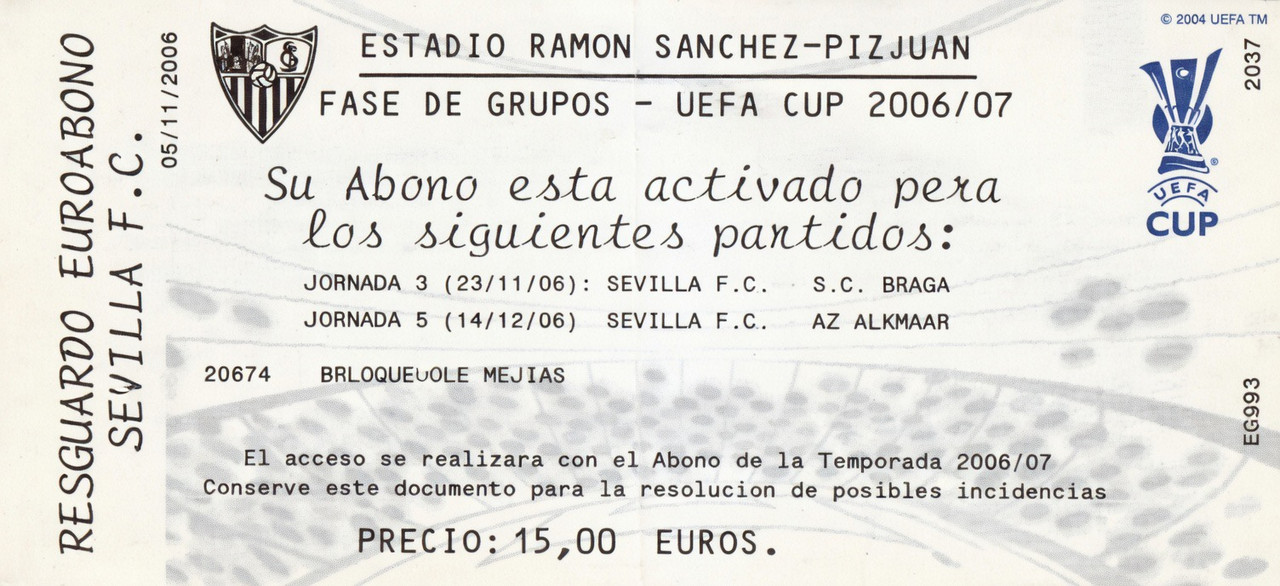 © 2004 UEFA TM
RESGUARDO EUROABONO
SEWILLA F.C.
05/11/2006
ESTADIO RAMON SANCHEZ-PIZJUAN
FASE DE GRUPOS - UEFA CUP 2006/07
2037
UEFA
CUP
Su Abono esta activado pera
los siguientes partidos:
JORNADA 3 (23/11/06): SEVILLA F.C. S.C. BRAGA
JORNADA 5 (14/12/06) SEVILLA F.C. AZ ALKMAAR
20674 BRLOQUEUOLE MEJIAS
EG993
El acceso se realizara con el Abono de la Temporada 2006/07
Conserve este documento para la resolucion de posibles incidencias
PRECIO: 15,00 EUROS.